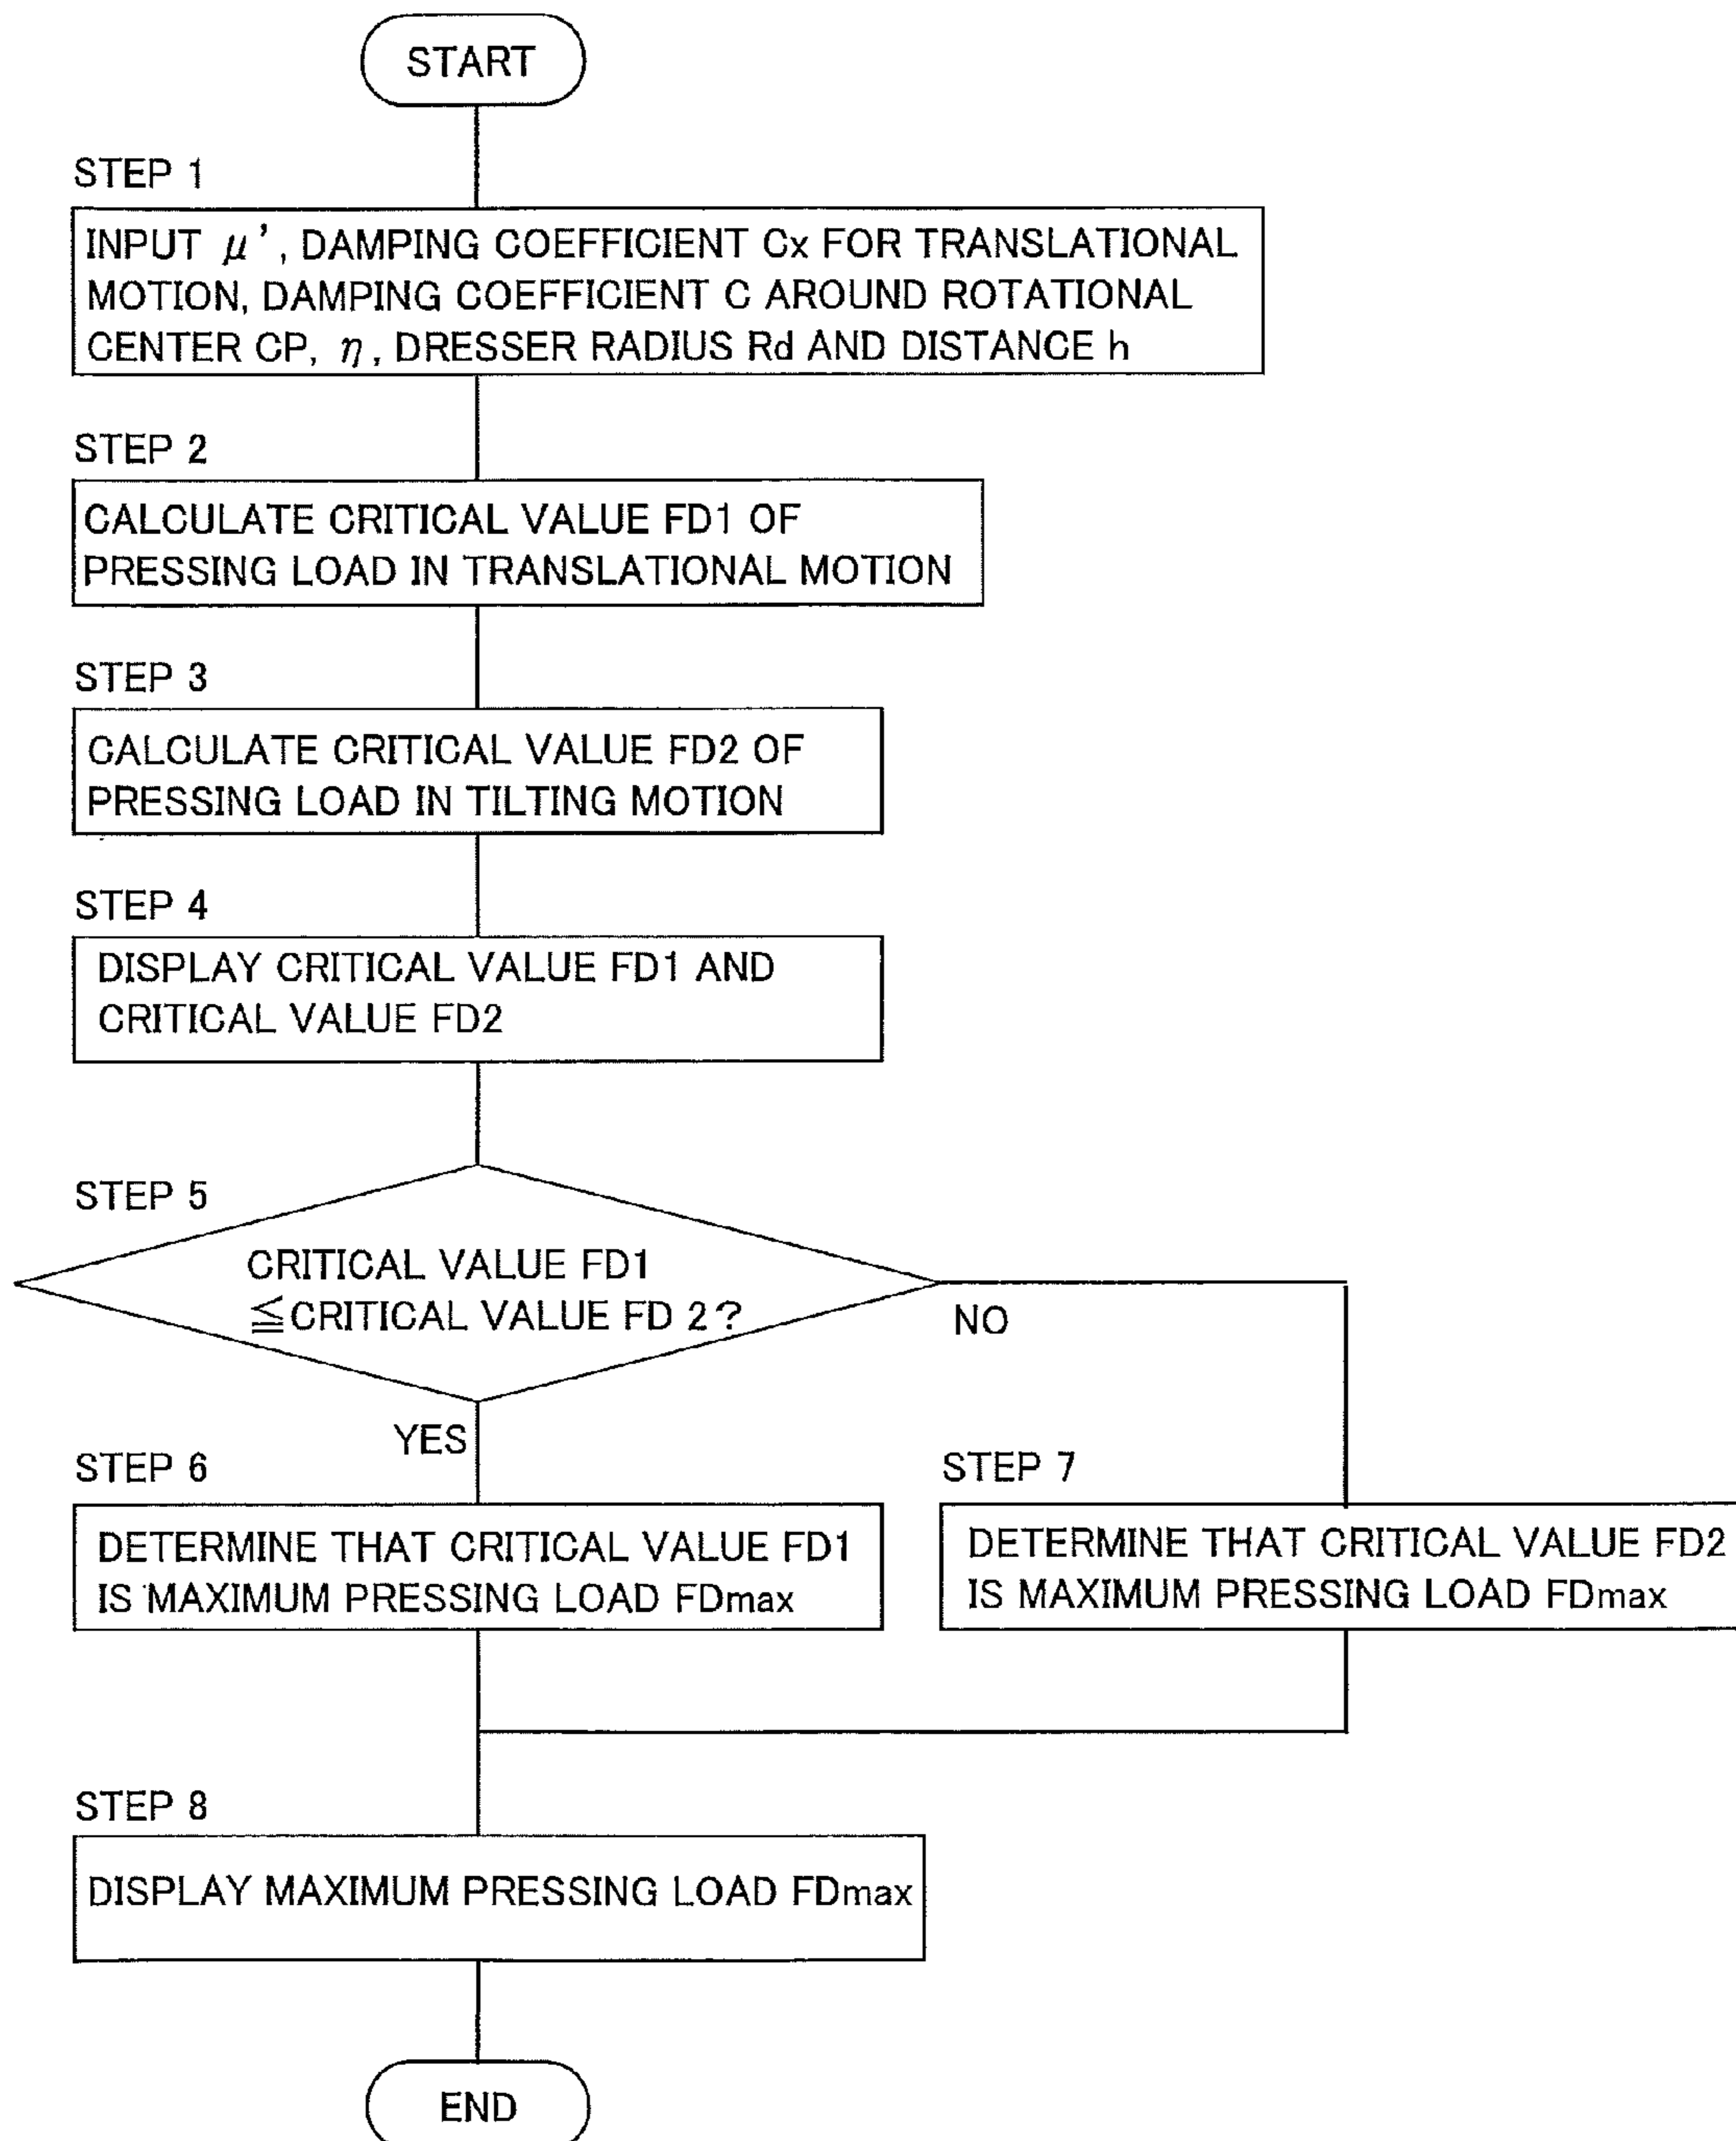 START
STEP 1
INPUT μ', DAMPING COEFFICIENT Cx FOR TRANSLATIONAL
MOTION, DAMPING COEFFICIENT C AROUND ROTATIONAL
CENTER CP, η, DRESSER RADIUS Rd AND DISTANCE h
STEP 2
CALCULATE CRITICAL VALUE FD1 OF
PRESSING LOAD IN TRANSLATIONAL MOTION
STEP 3
CALCULATE CRITICAL VALUE FD2 OF
PRESSING LOAD IN TILTING MOTION
STEP 4
DISPLAY CRITICAL VALUE FD1 AND
CRITICAL VALUE FD2
STEP 5
CRITICAL VALUE FD1
≦CRITICAL VALUE FD 2?
NO
YES
STEP 6
DETERMINE THAT CRITICAL VALUE FD1
IS MAXIMUM PRESSING LOAD FDmax
STEP 7
DETERMINE THAT CRITICAL VALUE FD2
IS MAXIMUM PRESSING LOAD FDmax
STEP 8
DISPLAY MAXIMUM PRESSING LOAD FDmax
END